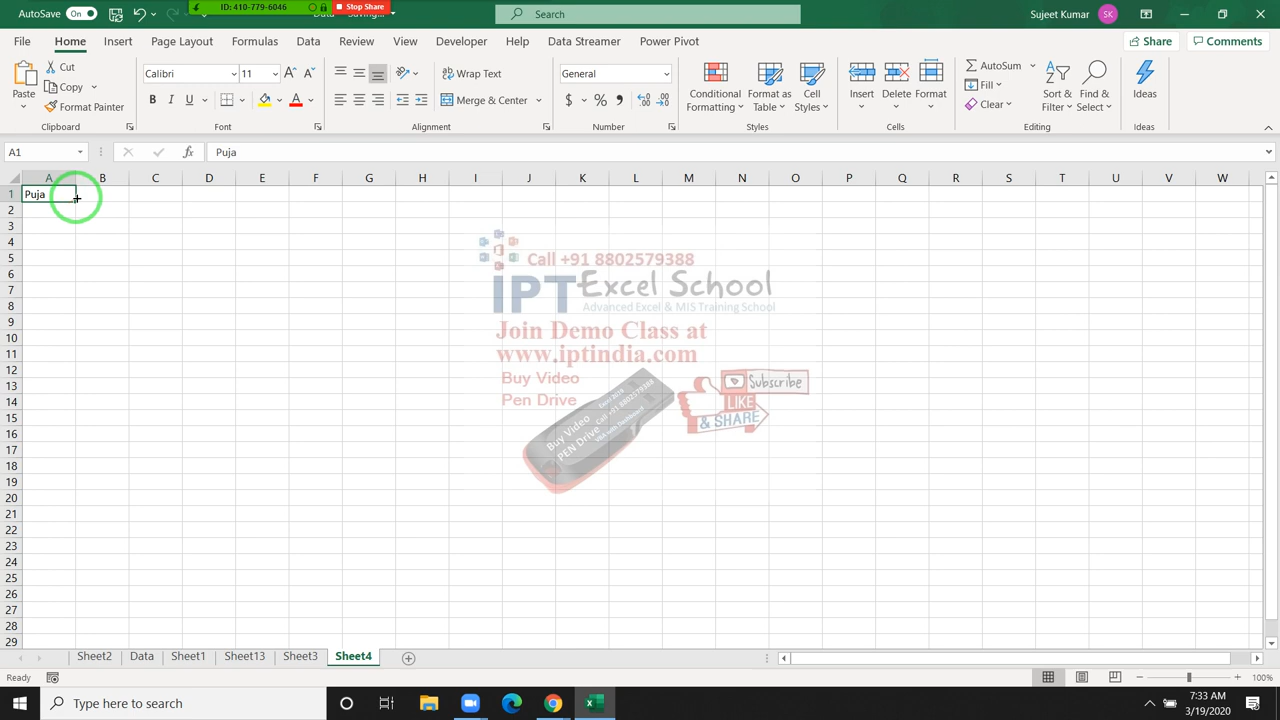 AutoSave On Data - Saving... Search Sujeet Kumar SK
ID: 410-779-6046 Stop Share
File Home Insert Page Layout Formulas Data Review View Developer Help Data Streamer Power Pivot Share Comments
Paste Cut Copy Format Painter
Calibri 11
B I U
Wrap Text
Merge & Center
General
$ % ,
Conditional Formatting Format as Table Cell Styles
Insert Delete Format
AutoSum Fill Clear
Sort & Filter Find & Select
Ideas
Clipboard Font Alignment Number Styles Cells Editing Ideas
A1 fx Puja
A B C D E F G H I J K L M N O P Q R S T U V W
1 Puja
2
3
4
5
6
7
8
9
10
11
12
13
14
15
16
17
18
19
20
21
22
23
24
25
26
27
28
29
Call +91 8802579388
iPT Excel School
Advanced Excel & MIS Training School
Join Demo Class at
www.iptindia.com
Buy Video
Pen Drive
Subscribe
LIKE
& SHARE
Buy Video
PEN Drive
Call +91 8802579388
Sheet2 Data Sheet1 Sheet13 Sheet3 Sheet4
Ready 100%
Type here to search
7:33 AM
3/19/2020